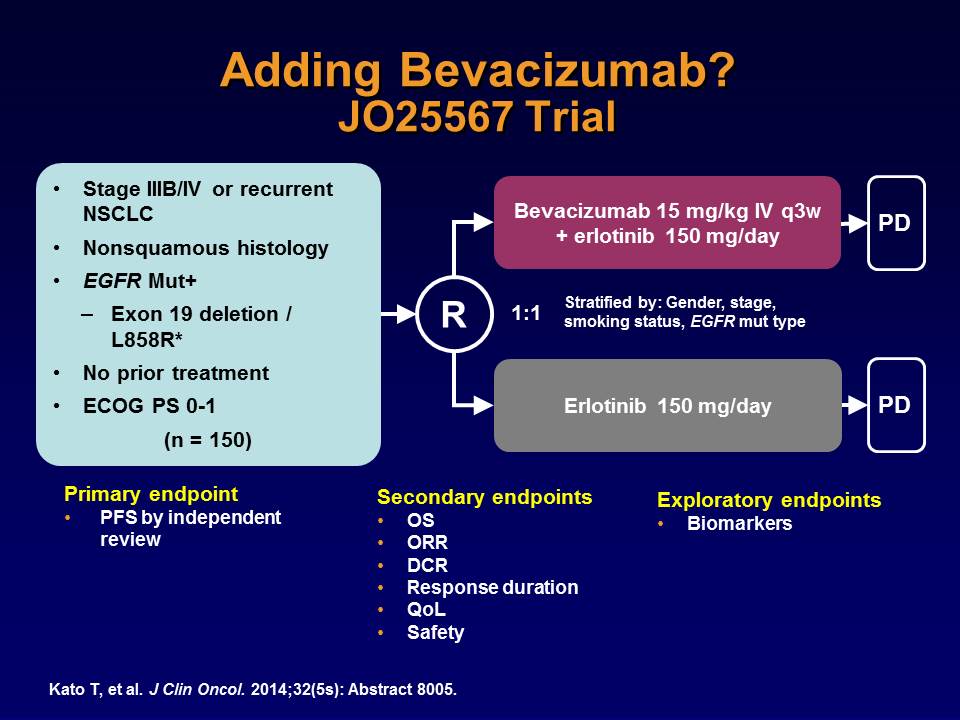 Adding Bevacizumab?
JO25567 Trial
• Stage IIIB/IV or recurrent
NSCLC
• Nonsquamous histology
• EGFR Mut+
– Exon 19 deletion /
L858R*
• No prior treatment
• ECOG PS 0-1
(n = 150)
R
1:1
Bevacizumab 15 mg/kg IV q3w
+ erlotinib 150 mg/day
PD
Stratified by: Gender, stage,
smoking status, EGFR mut type
Erlotinib 150 mg/day
PD
Primary endpoint
• PFS by independent
review
Secondary endpoints
• OS
• ORR
• DCR
• Response duration
• QoL
• Safety
Exploratory endpoints
• Biomarkers
Kato T, et al. J Clin Oncol. 2014;32(5s): Abstract 8005.